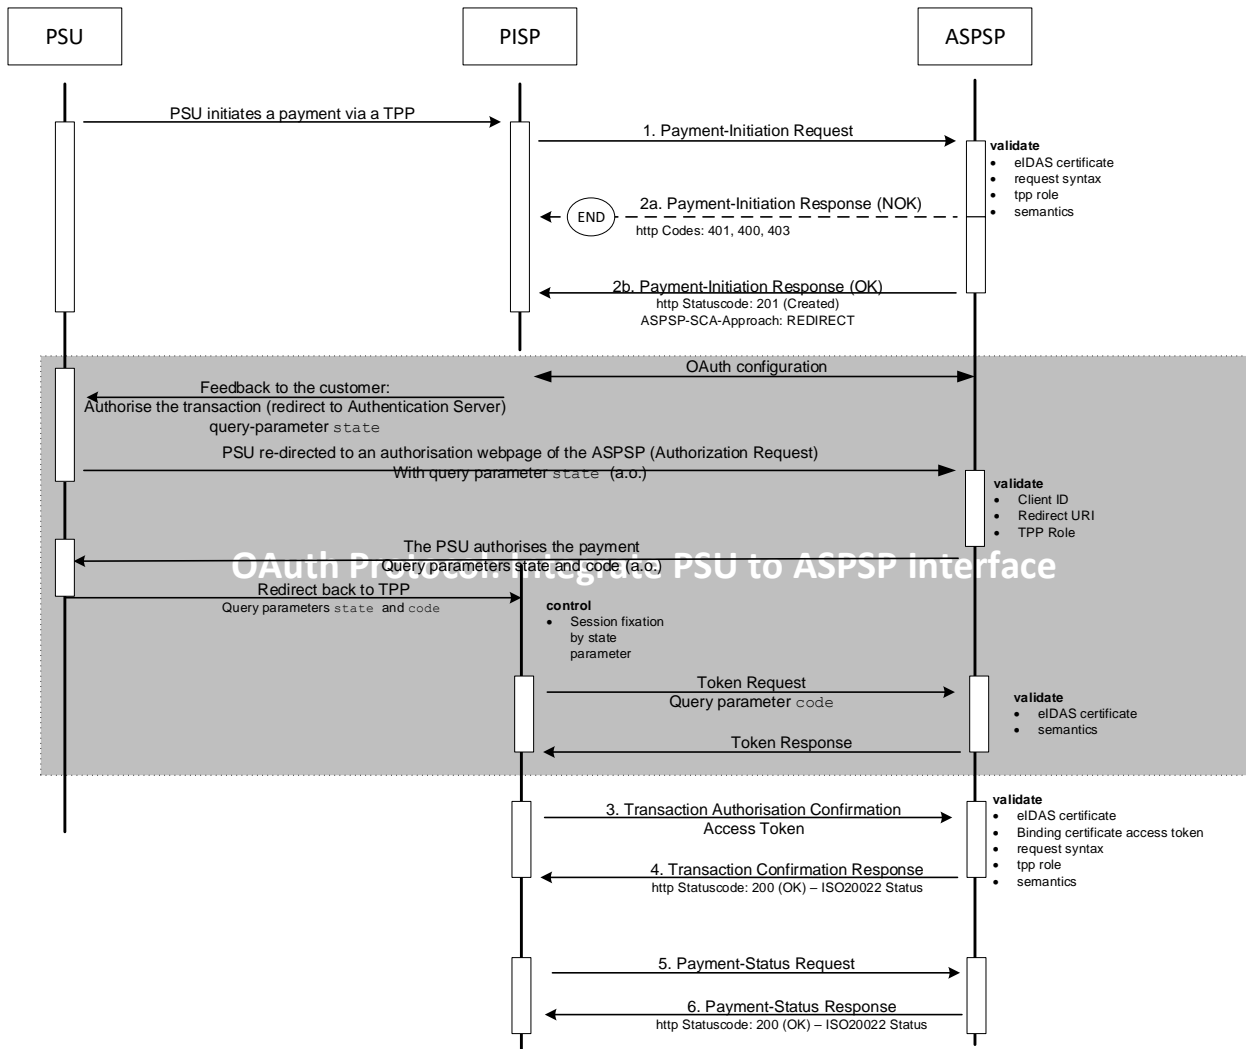 PSU
PISP
ASPSP
PSU initiates a payment via a TPP
1. Payment-Initiation Request
validate
• eIDAS certificate
• request syntax
• tpp role
• semantics
2a. Payment-Initiation Response (NOK)
END
http Codes: 401, 400, 403
2b. Payment-Initiation Response (OK)
http Statuscode: 201 (Created)
ASPSP-SCA-Approach: REDIRECT
OAuth configuration
Feedback to the customer:
Authorise the transaction (redirect to Authentication Server)
query-parameter state
PSU re-directed to an authorisation webpage of the ASPSP (Authorization Request)
With query parameter state (a.o.)
validate
• Client ID
• Redirect URI
• TPP Role
The PSU authorises the payment
Query parameters state and code (a.o.)
OAuth Protocol: Integrate PSU to ASPSP Interface
Redirect back to TPP
Query parameters state and code
control
• Session fixation
by state
parameter
Token Request
Query parameter code
validate
• eIDAS certificate
• semantics
Token Response
3. Transaction Authorisation Confirmation
Access Token
validate
• eIDAS certificate
• Binding certificate access token
• request syntax
• tpp role
• semantics
4. Transaction Confirmation Response
http Statuscode: 200 (OK) – ISO20022 Status
5. Payment-Status Request
6. Payment-Status Response
http Statuscode: 200 (OK) – ISO20022 Status